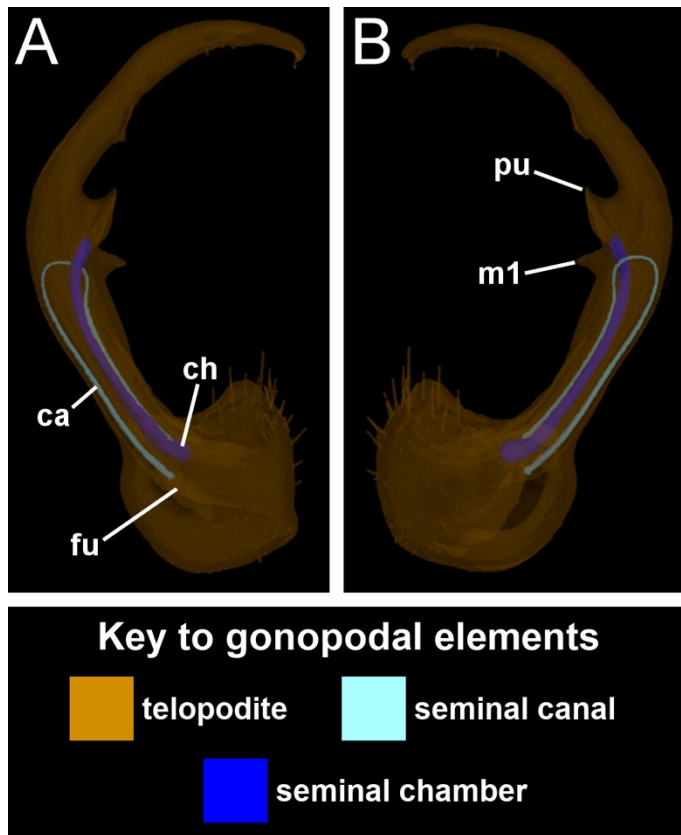 A
B
pu
m1
ch
ca
fu
Key to gonopodal elements
telopodite
seminal canal
seminal chamber